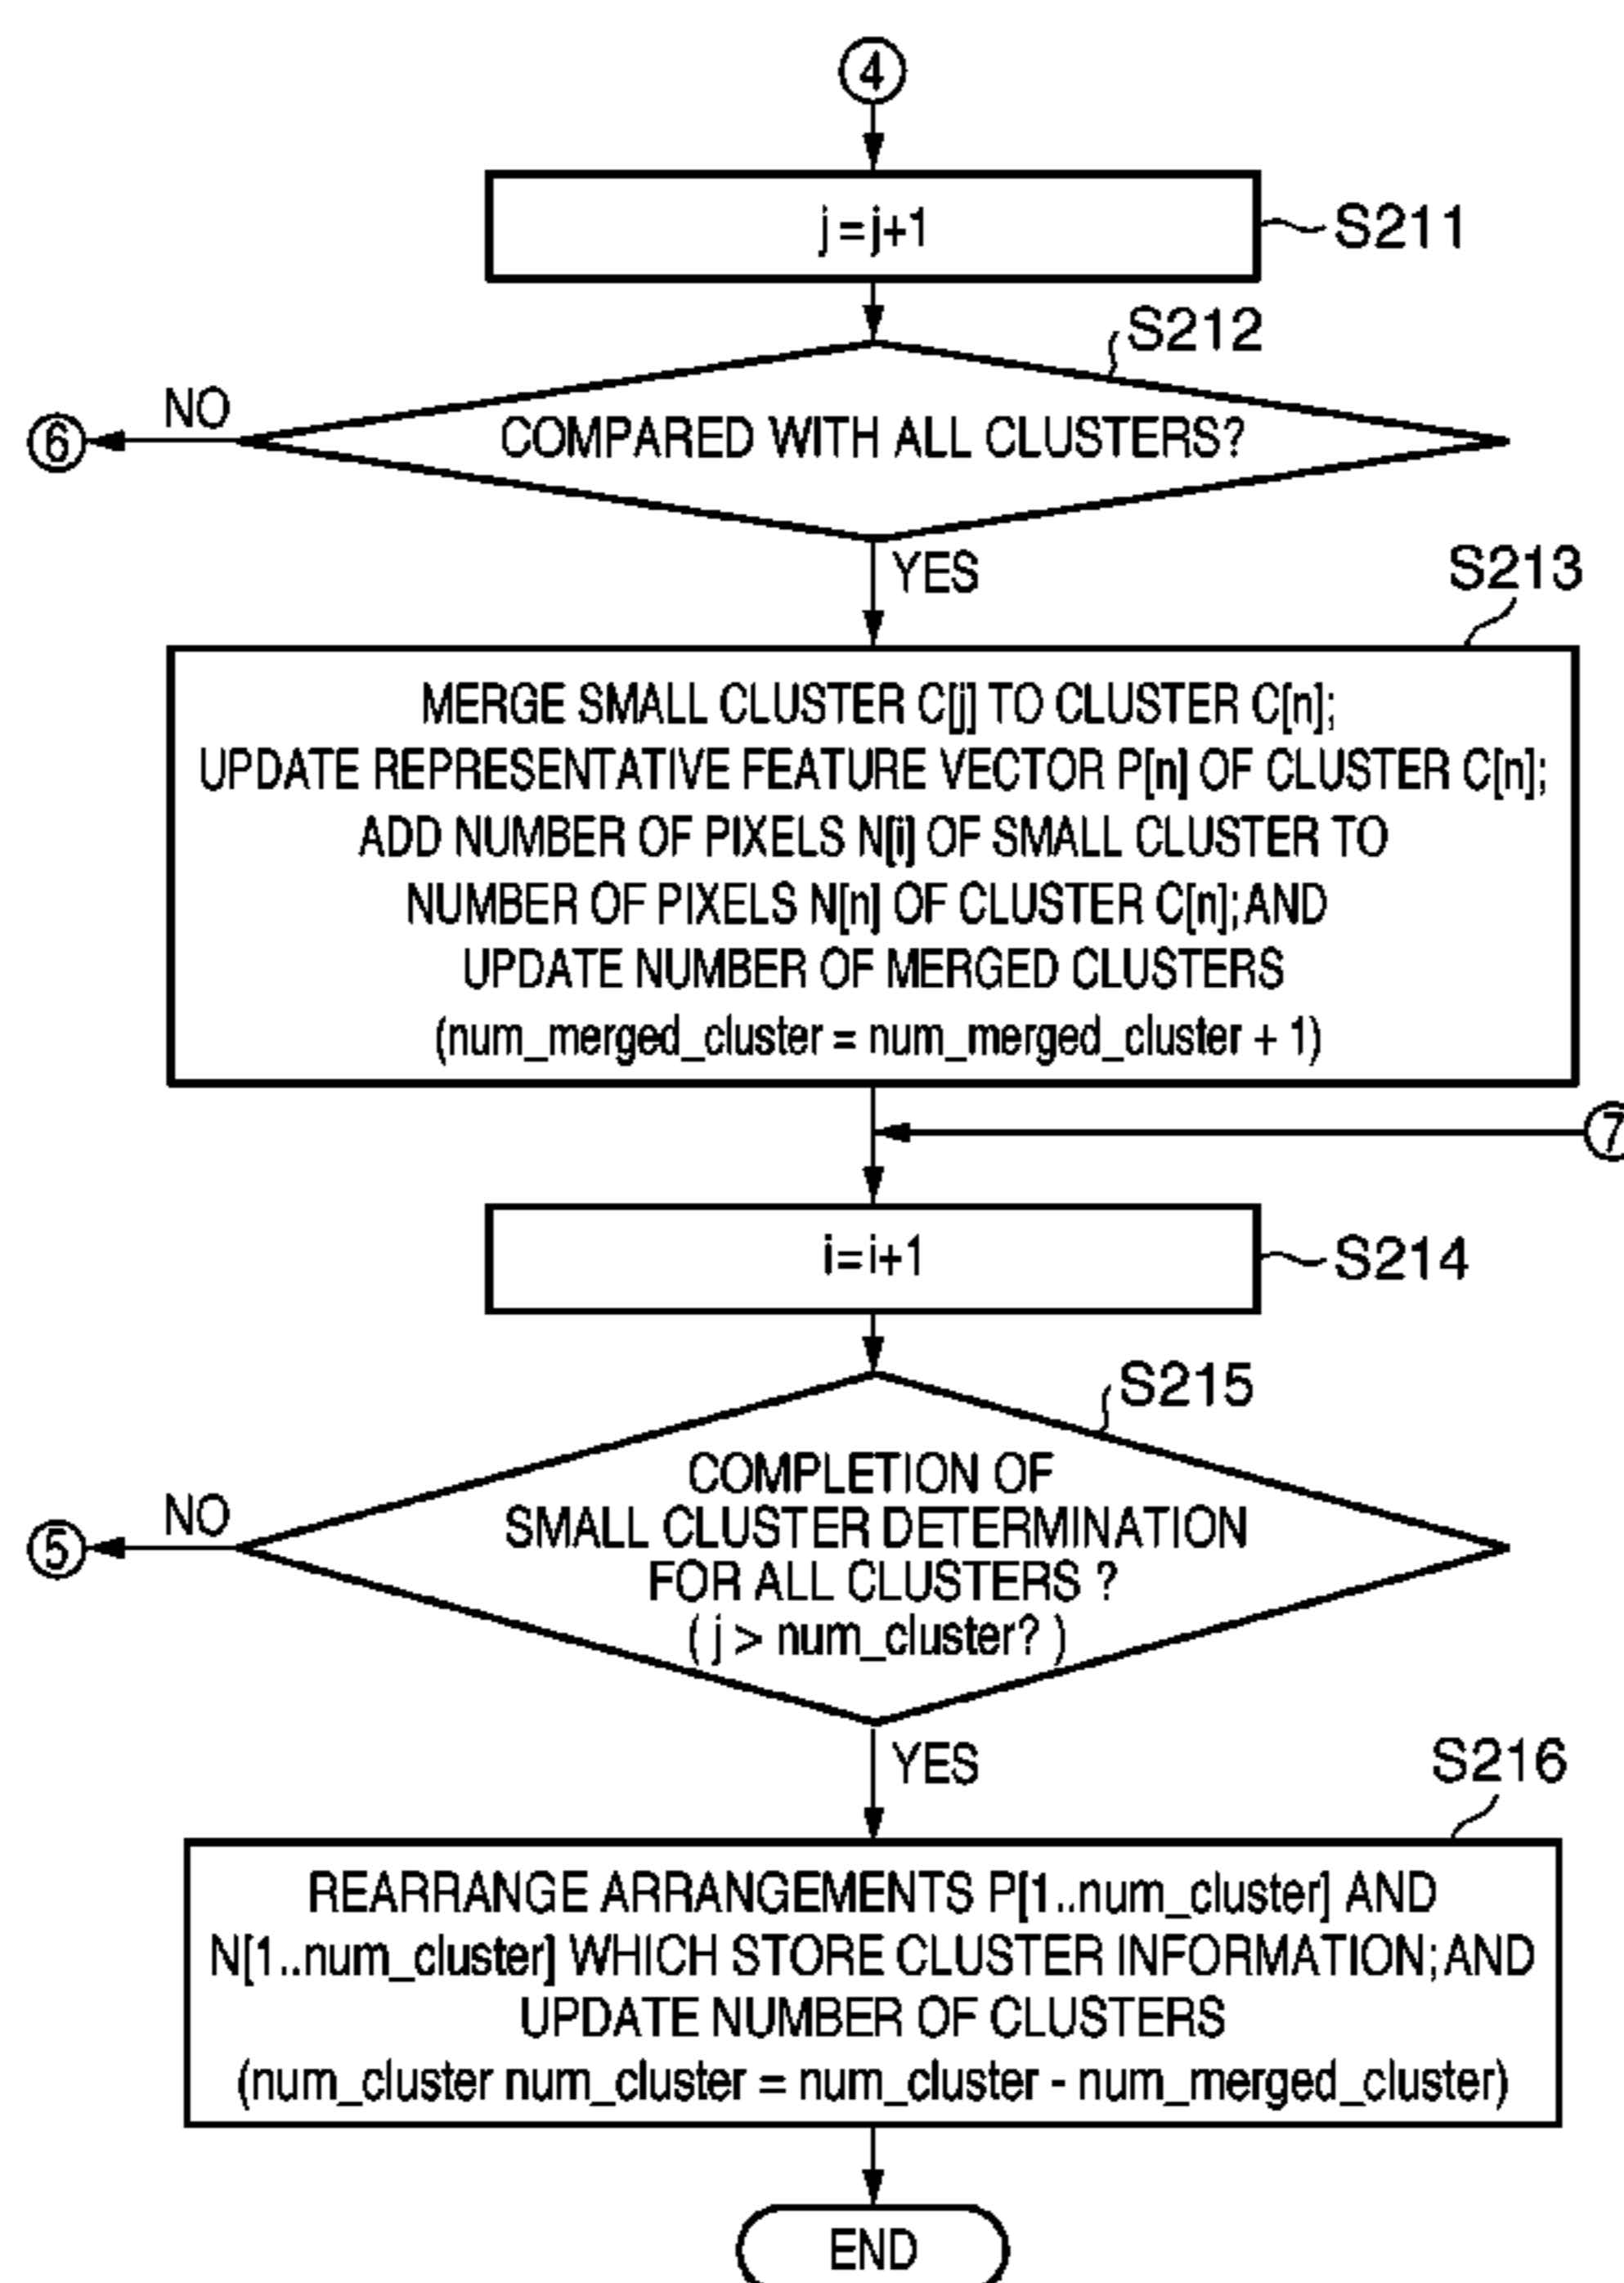 4
j=j+1
S211
S212
COMPARED WITH ALL CLUSTERS?
NO
6
YES
S213
MERGE SMALL CLUSTER C[j] TO CLUSTER C[n];
UPDATE REPRESENTATIVE FEATURE VECTOR P[n] OF CLUSTER C[n];
ADD NUMBER OF PIXELS N[i] OF SMALL CLUSTER TO
NUMBER OF PIXELS N[n] OF CLUSTER C[n]; AND
UPDATE NUMBER OF MERGED CLUSTERS
(num_merged_cluster = num_merged_cluster + 1)
7
i=i+1
S214
S215
COMPLETION OF
SMALL CLUSTER DETERMINATION
FOR ALL CLUSTERS ?
( j > num_cluster? )
NO
5
YES
S216
REARRANGE ARRANGEMENTS P[1..num_cluster] AND
N[1..num_cluster] WHICH STORE CLUSTER INFORMATION; AND
UPDATE NUMBER OF CLUSTERS
(num_cluster num_cluster = num_cluster - num_merged_cluster)
END